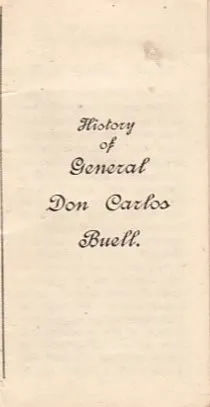 History
of
General
Don Carlos
Buell.